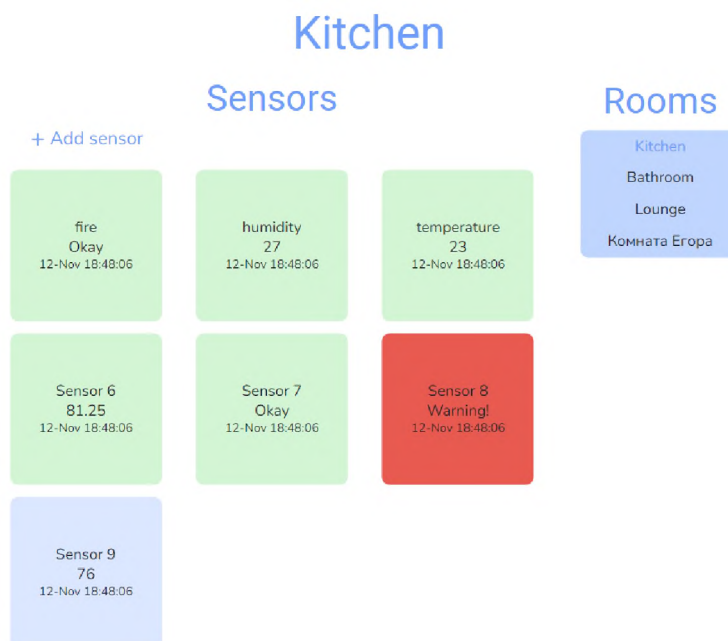 Kitchen
Sensors
+ Add sensor
fire
Okay
12-Nov 18:48:06
humidity
27
12-Nov 18:48:06
temperature
23
12-Nov 18:48:06
Sensor 6
81.25
12-Nov 18:48:06
Sensor 7
Okay
12-Nov 18:48:06
Sensor 8
Warning!
12-Nov 18:48:06
Sensor 9
76
12-Nov 18:48:06
Rooms
Kitchen
Bathroom
Lounge
Комната Егора